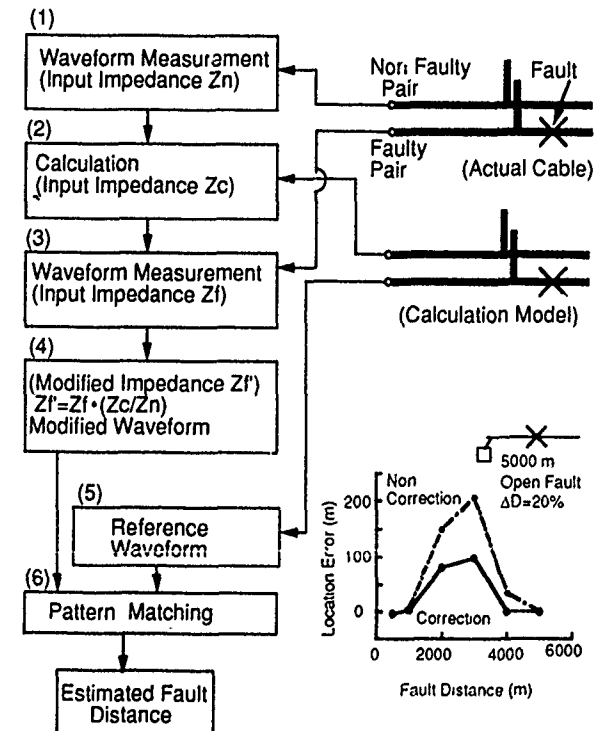 (1)
Waveform Measurement
(Input Impedance Zn)
(2)
Calculation
(Input Impedance Zc)
(3)
Waveform Measurement
(Input Impedance Zf)
(4)
(Modified Impedance Zf')
Zf'=Zf·(Zc/Zn)
Modified Waveform
(5)
Reference
Waveform
(6)
Pattern Matching
Estimated Fault
Distance
Non Faulty
Pair
Fault
Faulty
Pair
(Actual Cable)
(Calculation Model)
5000 m
Open Fault
ΔD=20%
Non
Correction
Correction
Location Error (m)
200
100
0
0
2000
4000
6000
Fault Distance (m)